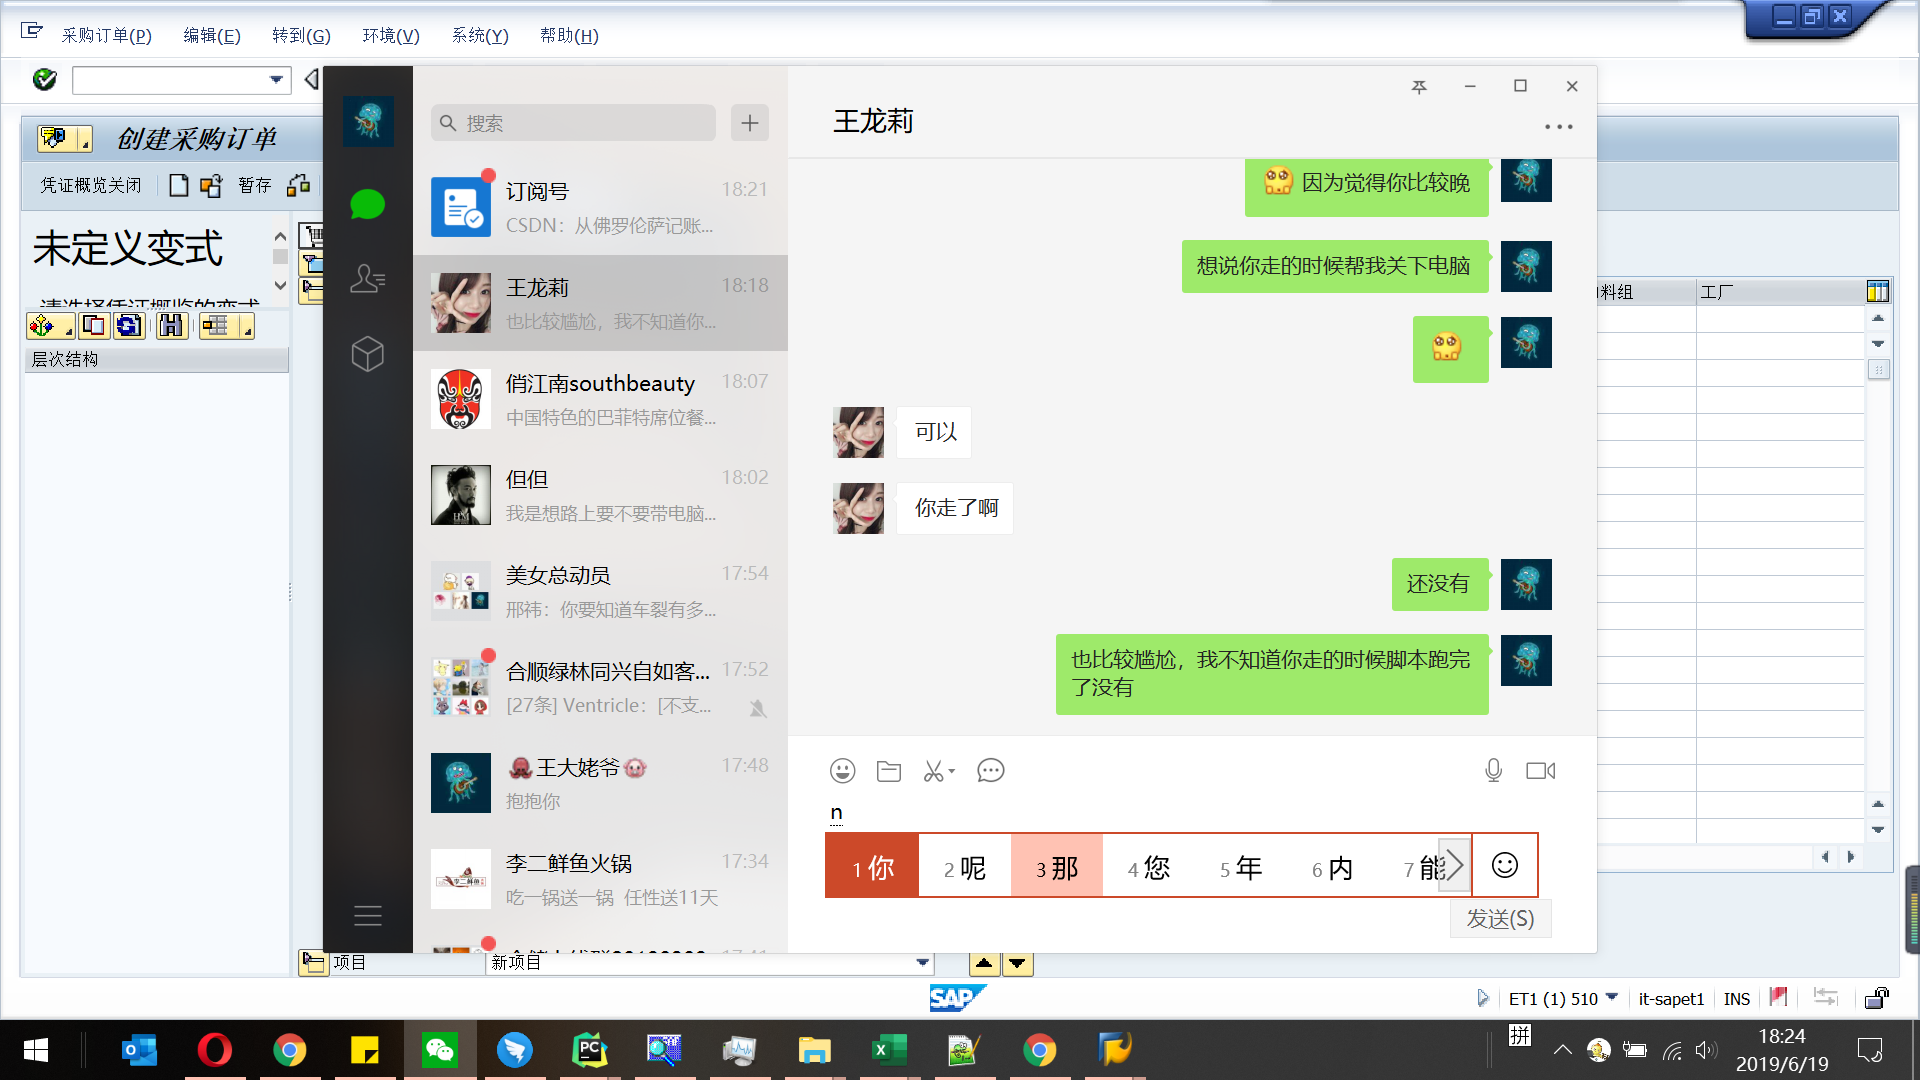 采购订单(P) 编辑(E) 转到(G) 环境(V) 系统(Y) 帮助(H)
创建采购订单
凭证概览关闭 暂存
未定义变式
层次结构
料组 工厂
搜索
王龙莉
订阅号 18:21
CSDN：从佛罗伦萨记账...
王龙莉 18:18
也比较尴尬，我不知道你...
俏江南southbeauty 18:07
中国特色的巴菲特席位餐...
但但 18:02
我是想路上要不要带电脑...
美女总动员 17:54
邢祎：你要知道车裂有多...
合顺绿林同兴自如客... 17:52
[27条] Ventricle：[不支...
王大姥爷 17:48
抱抱你
李二鲜鱼火锅 17:34
吃一锅送一锅 任性送11天
因为觉得你比较晚
想说你走的时候帮我关下电脑
可以
你走了啊
还没有
也比较尴尬，我不知道你走的时候脚本跑完
了没有
n
1 你 2 呢 3 那 4 您 5 年 6 内 7 能
发送(S)
项目 新项目
SAP
ET1 (1) 510 it-sapet1 INS
拼
18:24
2019/6/19